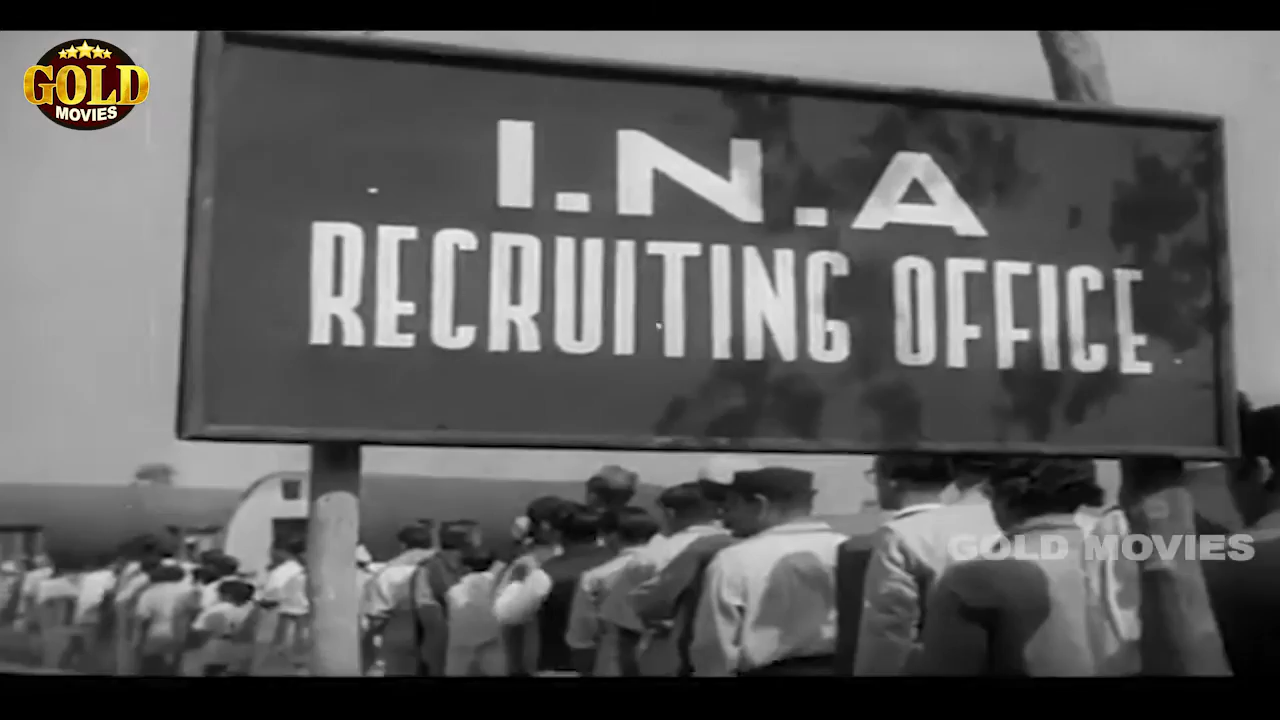 GOLD
MOVIES
I.N.A
RECRUITING OFFICE
GOLD MOVIES